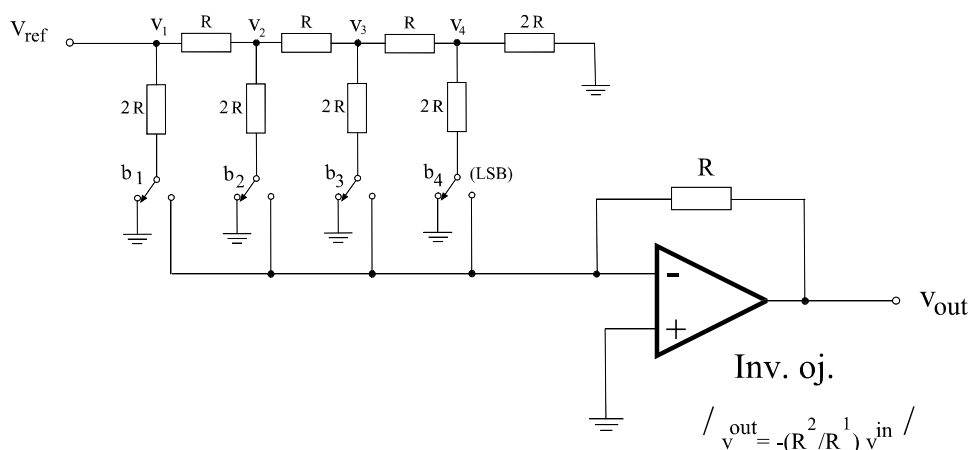 V_ref
v_1
R
v_2
R
v_3
R
v_4
2R
2R
2R
2R
2R
b_1
b_2
b_3
b_4
(LSB)
R
-
+
v_out
Inv. oj.
/ v^out = -(R^2/R^1) v^in /